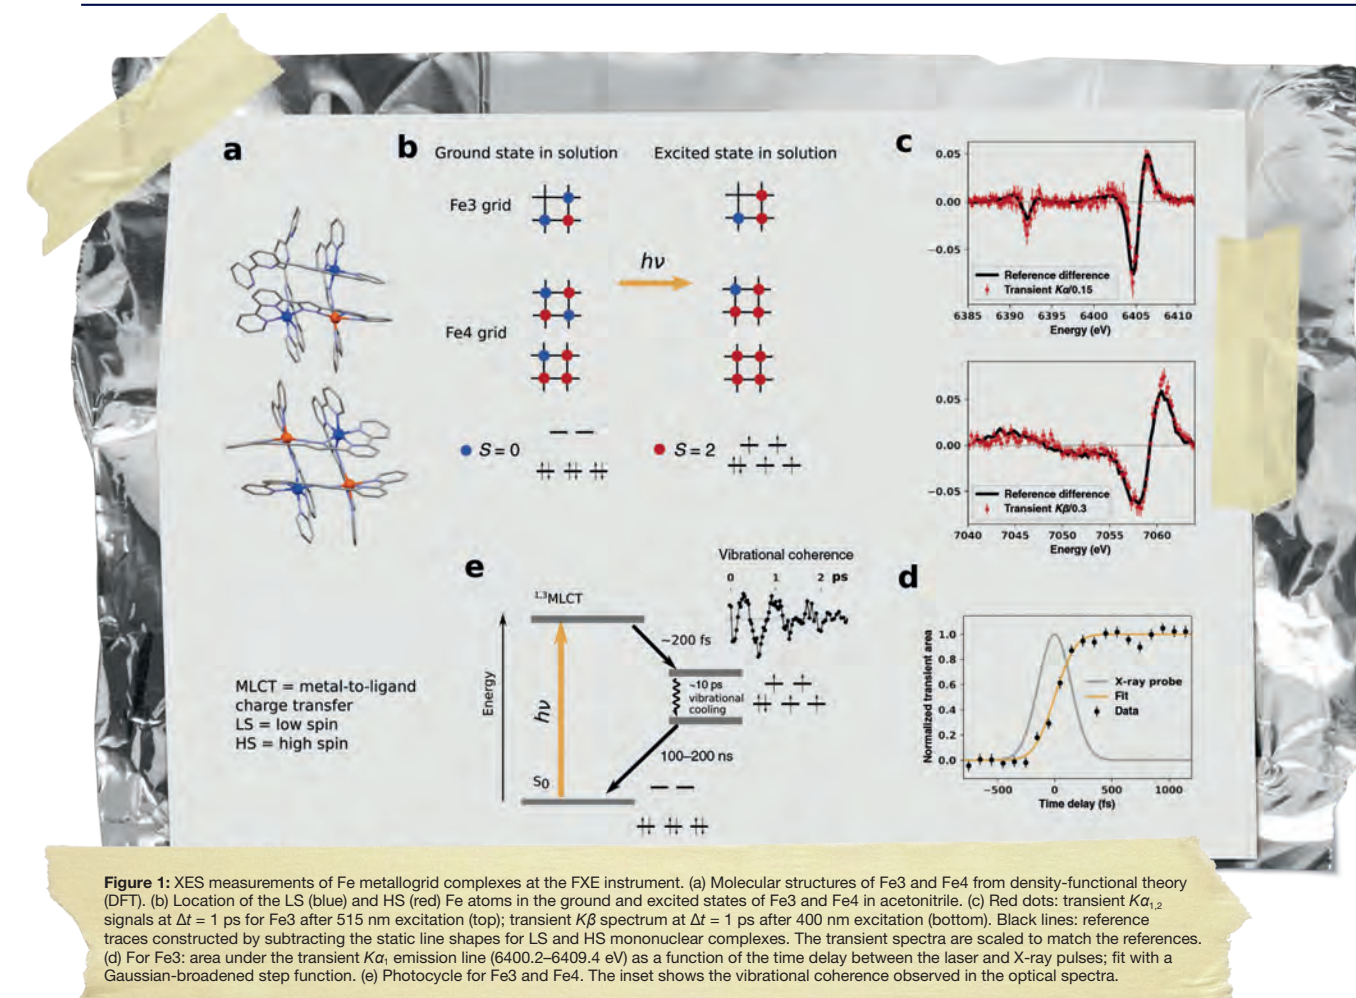 a
b
Ground state in solution
Excited state in solution
Fe3 grid
hν
Fe4 grid
S = 0
S = 2
c
0.05
0.00
−0.05
Reference difference
Transient Kα/0.15
6385 6390 6395 6400 6405 6410
Energy (eV)
0.05
0.00
−0.05
Reference difference
Transient Kβ/0.3
7040 7045 7050 7055 7060
Energy (eV)
e
Vibrational coherence
0 1 2 ps
1,3MLCT
~200 fs
~10 ps
vibrational
cooling
Energy
hν
100–200 ns
S0
MLCT = metal-to-ligand
charge transfer
LS = low spin
HS = high spin
d
Normalized transient area
1.0
0.8
0.6
0.4
0.2
0.0
X-ray probe
Fit
Data
−500 0 500 1000
Time delay (fs)
Figure 1: XES measurements of Fe metallogrid complexes at the FXE instrument. (a) Molecular structures of Fe3 and Fe4 from density-functional theory
(DFT). (b) Location of the LS (blue) and HS (red) Fe atoms in the ground and excited states of Fe3 and Fe4 in acetonitrile. (c) Red dots: transient Kα1,2
signals at Δt = 1 ps for Fe3 after 515 nm excitation (top); transient Kβ spectrum at Δt = 1 ps after 400 nm excitation (bottom). Black lines: reference
traces constructed by subtracting the static line shapes for LS and HS mononuclear complexes. The transient spectra are scaled to match the references.
(d) For Fe3: area under the transient Kα1 emission line (6400.2–6409.4 eV) as a function of the time delay between the laser and X-ray pulses; fit with a
Gaussian-broadened step function. (e) Photocycle for Fe3 and Fe4. The inset shows the vibrational coherence observed in the optical spectra.